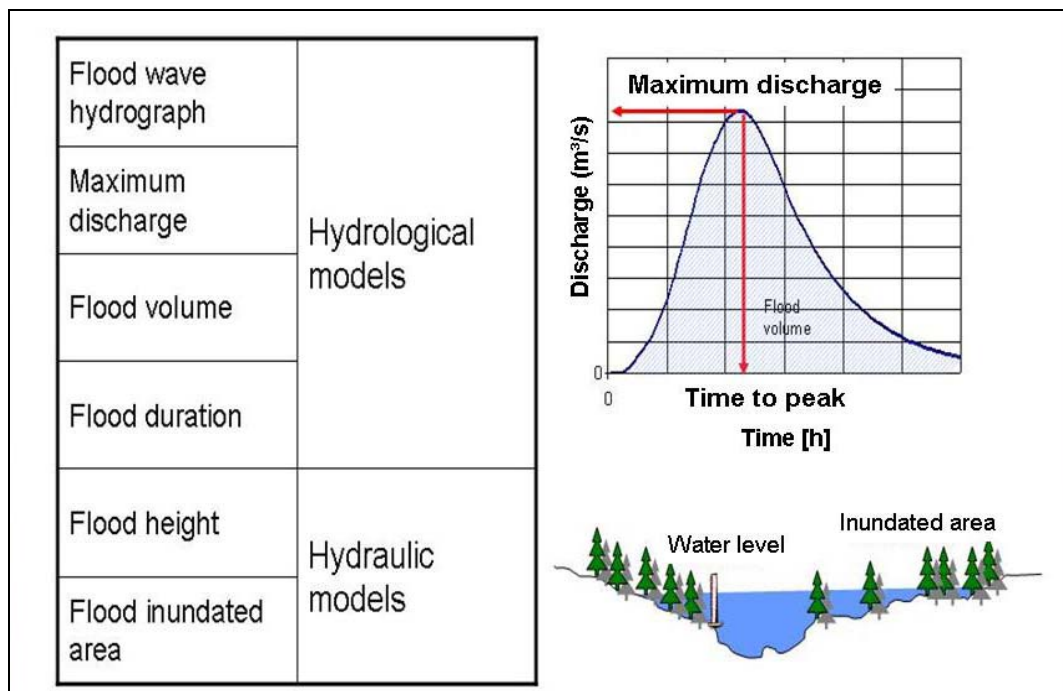 Flood wave
hydrograph
Maximum
discharge
Flood volume
Flood duration
Hydrological
models
Flood height
Flood inundated
area
Hydraulic
models
Maximum discharge
Discharge (m³/s)
Flood
volume
0
0
Time to peak
Time [h]
Water level
Inundated area